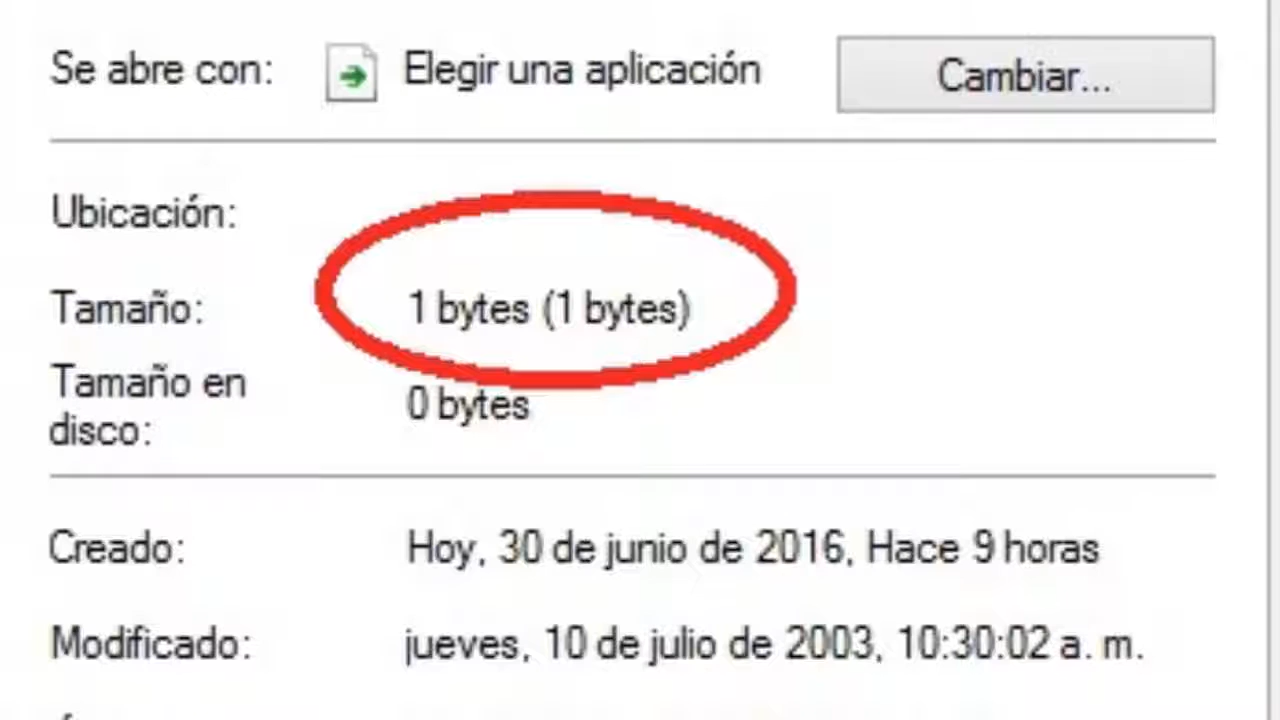 Se abre con: Elegir una aplicación Cambiar...
Ubicación:
Tamaño: 1 bytes (1 bytes)
Tamaño en
disco: 0 bytes
Creado: Hoy, 30 de junio de 2016, Hace 9 horas
Modificado: jueves, 10 de julio de 2003, 10:30:02 a. m.